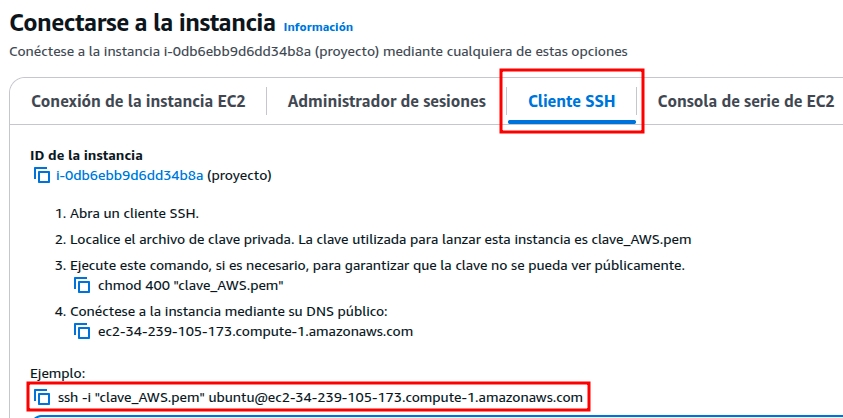 Conectarse a la instancia Información
Conéctese a la instancia i-0db6ebb9d6dd34b8a (proyecto) mediante cualquiera de estas opciones
Conexión de la instancia EC2 Administrador de sesiones Cliente SSH Consola de serie de EC2
ID de la instancia
i-0db6ebb9d6dd34b8a (proyecto)
1. Abra un cliente SSH.
2. Localice el archivo de clave privada. La clave utilizada para lanzar esta instancia es clave_AWS.pem
3. Ejecute este comando, si es necesario, para garantizar que la clave no se pueda ver públicamente.
chmod 400 "clave_AWS.pem"
4. Conéctese a la instancia mediante su DNS público:
ec2-34-239-105-173.compute-1.amazonaws.com
Ejemplo:
ssh -i "clave_AWS.pem" ubuntu@ec2-34-239-105-173.compute-1.amazonaws.com